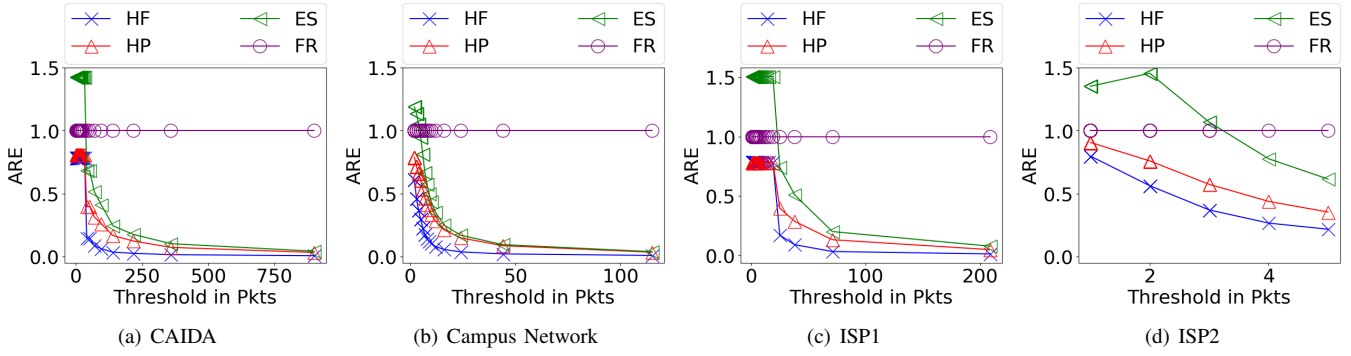 HF ES
HP FR
1.5
1.0
0.5
0.0
ARE
0 250 500 750
Threshold in Pkts
(a) CAIDA
HF ES
HP FR
1.5
1.0
0.5
0.0
ARE
0 50 100
Threshold in Pkts
(b) Campus Network
HF ES
HP FR
1.5
1.0
0.5
0.0
ARE
0 100 200
Threshold in Pkts
(c) ISP1
HF ES
HP FR
1.5
1.0
0.5
0.0
ARE
2 4
Threshold in Pkts
(d) ISP2